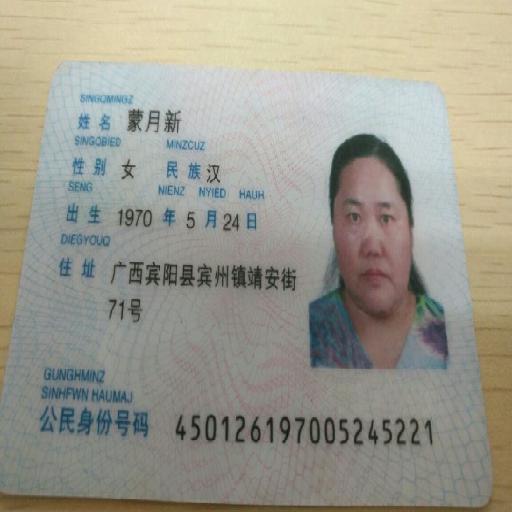 SINGQMINGZ
姓名 蒙月新
SINGQBIED MINZCUZ
性别 女 民族 汉
SENG NIENZ NYIED HAUH
出生 1970 年 5 月 24 日
DIEGYOUQ
住址 广西宾阳县宾州镇靖安街
71号
GUNGHMINZ
SINHFWN HAUMAJ
公民身份号码 450126197005245221